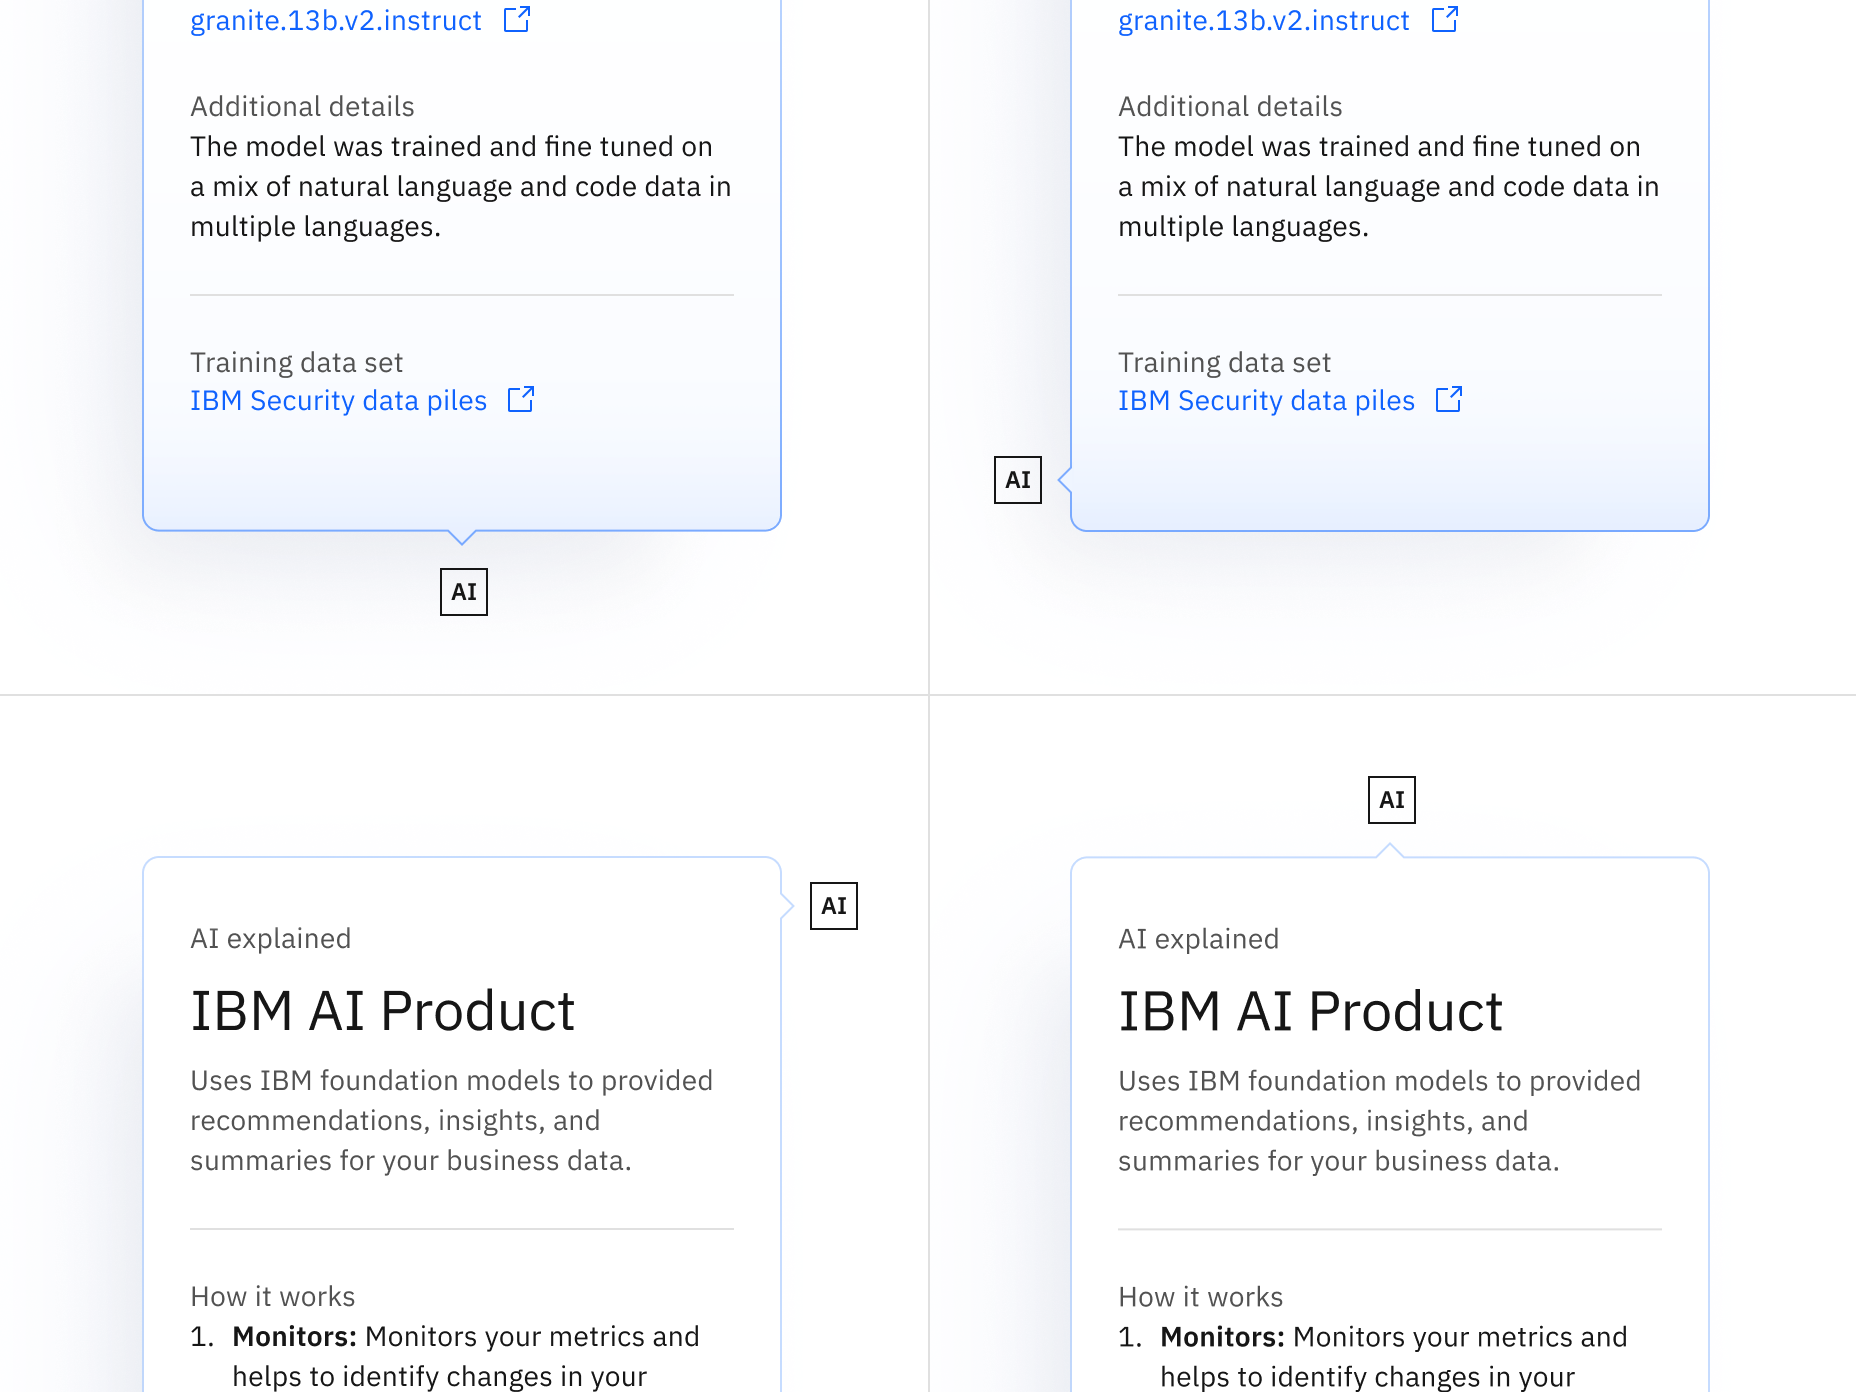 granite.13b.v2.instruct
Additional details
The model was trained and fine tuned on
a mix of natural language and code data in
multiple languages.
Training data set
IBM Security data piles
AI
granite.13b.v2.instruct
Additional details
The model was trained and fine tuned on
a mix of natural language and code data in
multiple languages.
Training data set
IBM Security data piles
AI
AI
AI explained
IBM AI Product
Uses IBM foundation models to provided
recommendations, insights, and
summaries for your business data.
How it works
1. Monitors: Monitors your metrics and
helps to identify changes in your
AI
AI explained
IBM AI Product
Uses IBM foundation models to provided
recommendations, insights, and
summaries for your business data.
How it works
1. Monitors: Monitors your metrics and
helps to identify changes in your